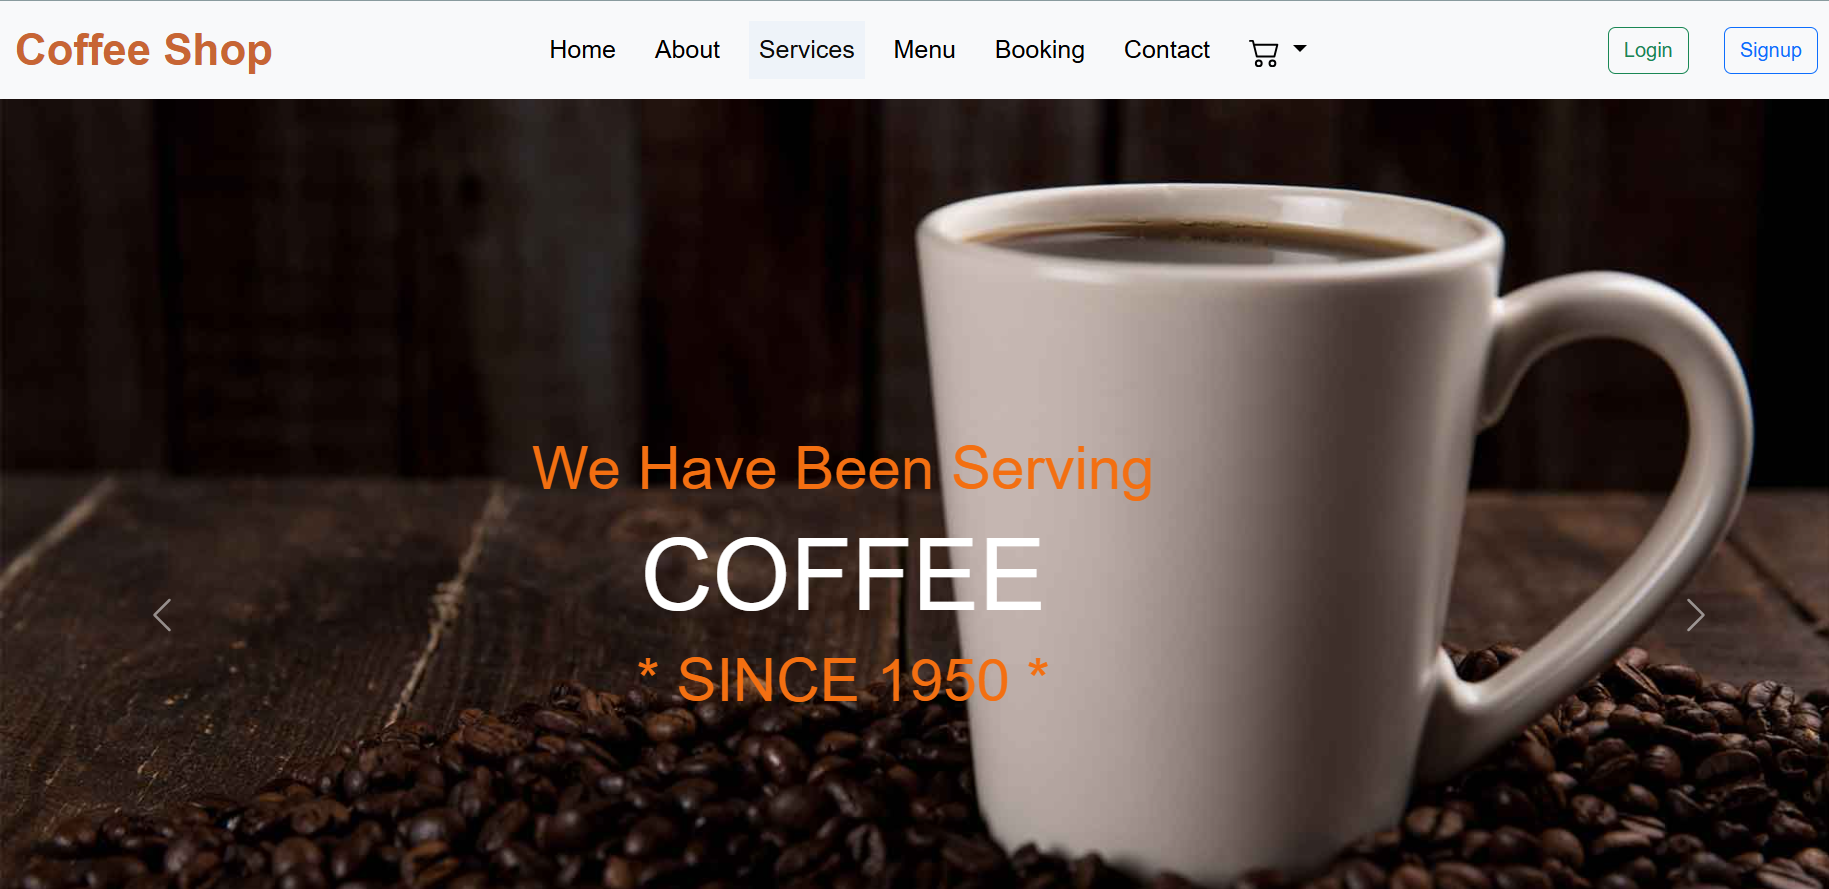 Coffee Shop Home About Services Menu Booking Contact Login Signup
We Have Been Serving
COFFEE
* SINCE 1950 *